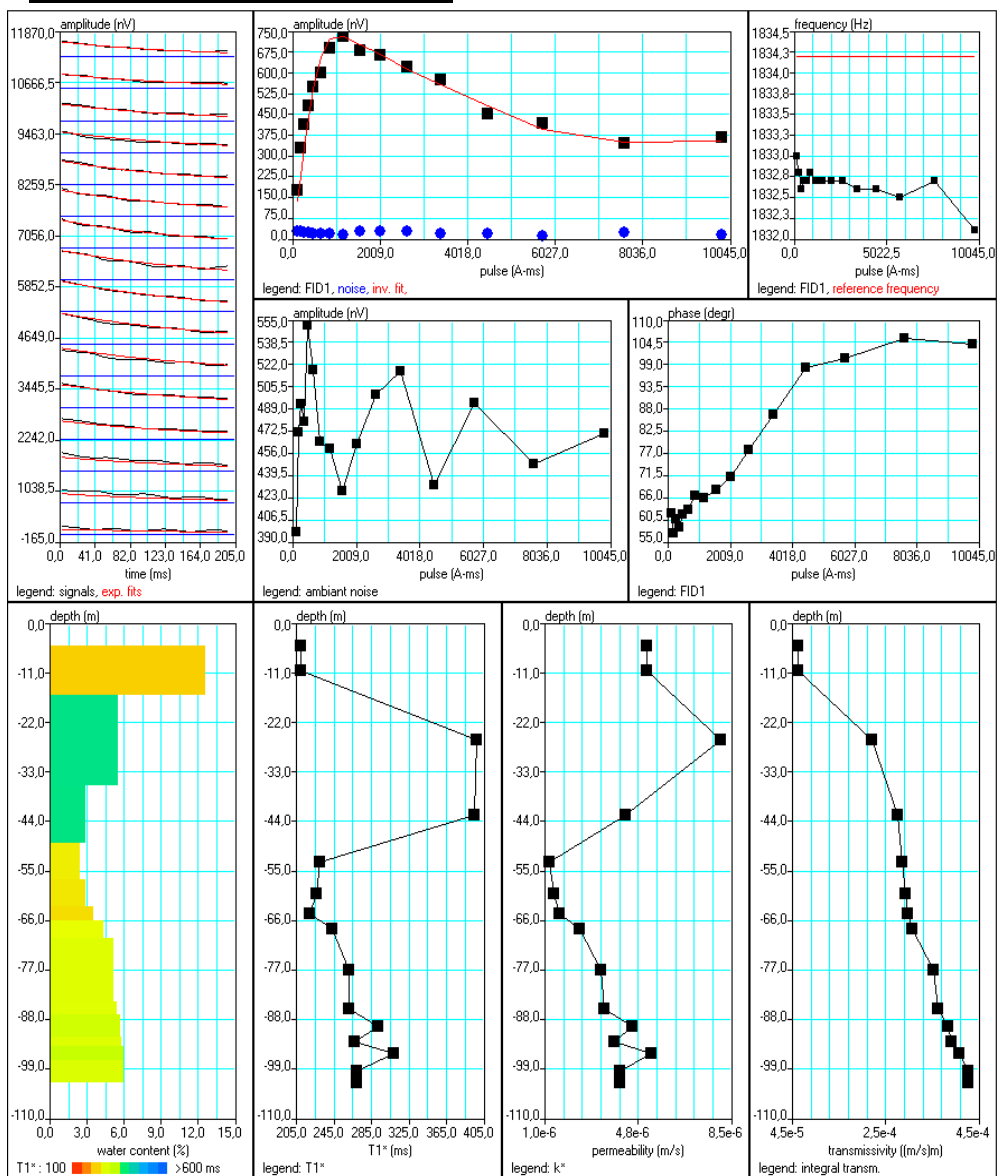 amplitude (nV)
11870,0
10666,5
9463,0
8259,5
7056,0
5852,5
4649,0
3445,5
2242,0
1038,5
-165,0
0,0 41,0 82,0 123,0 164,0 205,0
time (ms)
legend: signals, exp. fits
amplitude (nV)
750,0
675,0
600,0
525,0
450,0
375,0
300,0
225,0
150,0
75,0
0,0
0,0 2009,0 4018,0 6027,0 8036,0 10045,0
pulse (A-ms)
legend: FID1, noise, inv. fit,
frequency (Hz)
1834,5
1834,3
1834,0
1833,8
1833,5
1833,3
1833,0
1832,8
1832,5
1832,3
1832,0
0,0 5022,5 10045,0
pulse (A-ms)
legend: FID1, reference frequency
amplitude (nV)
555,0
538,5
522,0
505,5
489,0
472,5
456,0
439,5
423,0
406,5
390,0
0,0 2009,0 4018,0 6027,0 8036,0 10045,0
pulse (A-ms)
legend: ambiant noise
phase (degr)
110,0
104,5
99,0
93,5
88,0
82,5
77,0
71,5
66,0
60,5
55,0
0,0 2009,0 4018,0 6027,0 8036,0 10045,0
pulse (A-ms)
legend: FID1
depth (m)
0,0
-11,0
-22,0
-33,0
-44,0
-55,0
-66,0
-77,0
-88,0
-99,0
-110,0
0,0 3,0 6,0 9,0 12,0 15,0
water content (%)
T1* : 100 >600 ms
depth (m)
0,0
-11,0
-22,0
-33,0
-44,0
-55,0
-66,0
-77,0
-88,0
-99,0
-110,0
205,0 245,0 285,0 325,0 365,0 405,0
T1* (ms)
legend: T1*
depth (m)
0,0
-11,0
-22,0
-33,0
-44,0
-55,0
-66,0
-77,0
-88,0
-99,0
-110,0
1.0e-6 4.8e-6 8.5e-6
permeability (m/s)
legend: k*
depth (m)
0,0
-11,0
-22,0
-33,0
-44,0
-55,0
-66,0
-77,0
-88,0
-99,0
-110,0
4.5e-5 2.5e-4 4.5e-4
transmissivity ((m/s)m)
legend: integral transm.